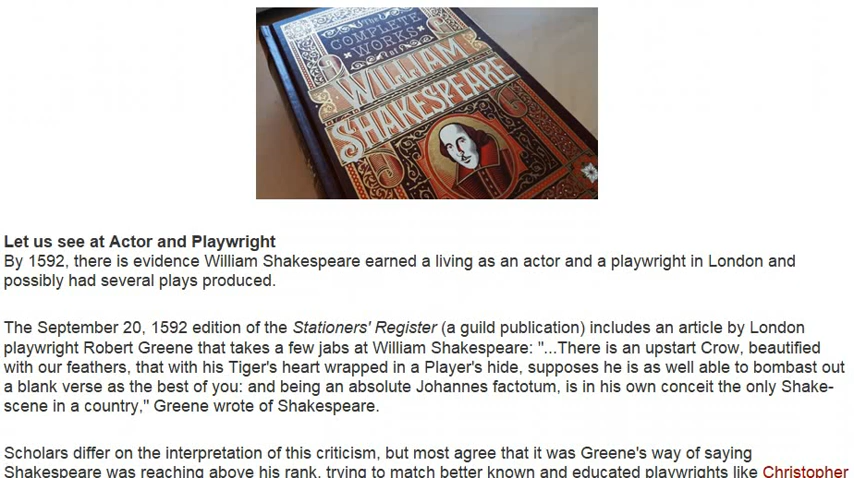 The
COMPLETE
WORKS
of
WILLIAM
SHAKESPEARE
Let us see at Actor and Playwright
By 1592, there is evidence William Shakespeare earned a living as an actor and a playwright in London and
possibly had several plays produced.
The September 20, 1592 edition of the Stationers' Register (a guild publication) includes an article by London
playwright Robert Greene that takes a few jabs at William Shakespeare: "...There is an upstart Crow, beautified
with our feathers, that with his Tiger's heart wrapped in a Player's hide, supposes he is as well able to bombast out
a blank verse as the best of you: and being an absolute Johannes factotum, is in his own conceit the only Shake-
scene in a country," Greene wrote of Shakespeare.
Scholars differ on the interpretation of this criticism, but most agree that it was Greene's way of saying
Shakespeare was reaching above his rank, trying to match better known and educated playwrights like Christopher